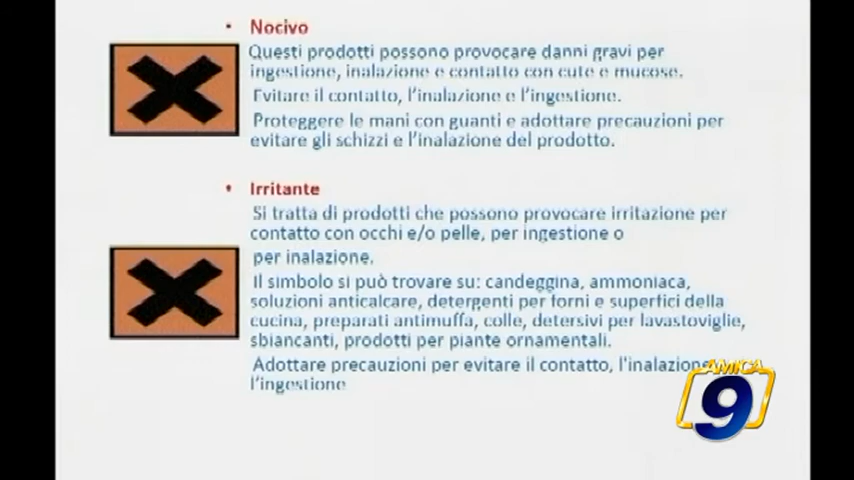 • Nocivo
Questi prodotti possono provocare danni gravi per
ingestione, inalazione e contatto con cute e mucose.
Evitare il contatto, l'inalazione e l'ingestione.
Proteggere le mani con guanti e adottare precauzioni per
evitare gli schizzi e l'inalazione del prodotto.
• Irritante
Si tratta di prodotti che possono provocare irritazione per
contatto con occhi e/o pelle, per ingestione o
per inalazione.
Il simbolo si può trovare su: candeggina, ammoniaca,
soluzioni anticalcare, detergenti per forni e superfici della
cucina, preparati antimuffa, colle, detersivi per lavastoviglie,
sbiancanti, prodotti per piante ornamentali.
Adottare precauzioni per evitare il contatto, l'inalazione
l'ingestione
AMICA
9